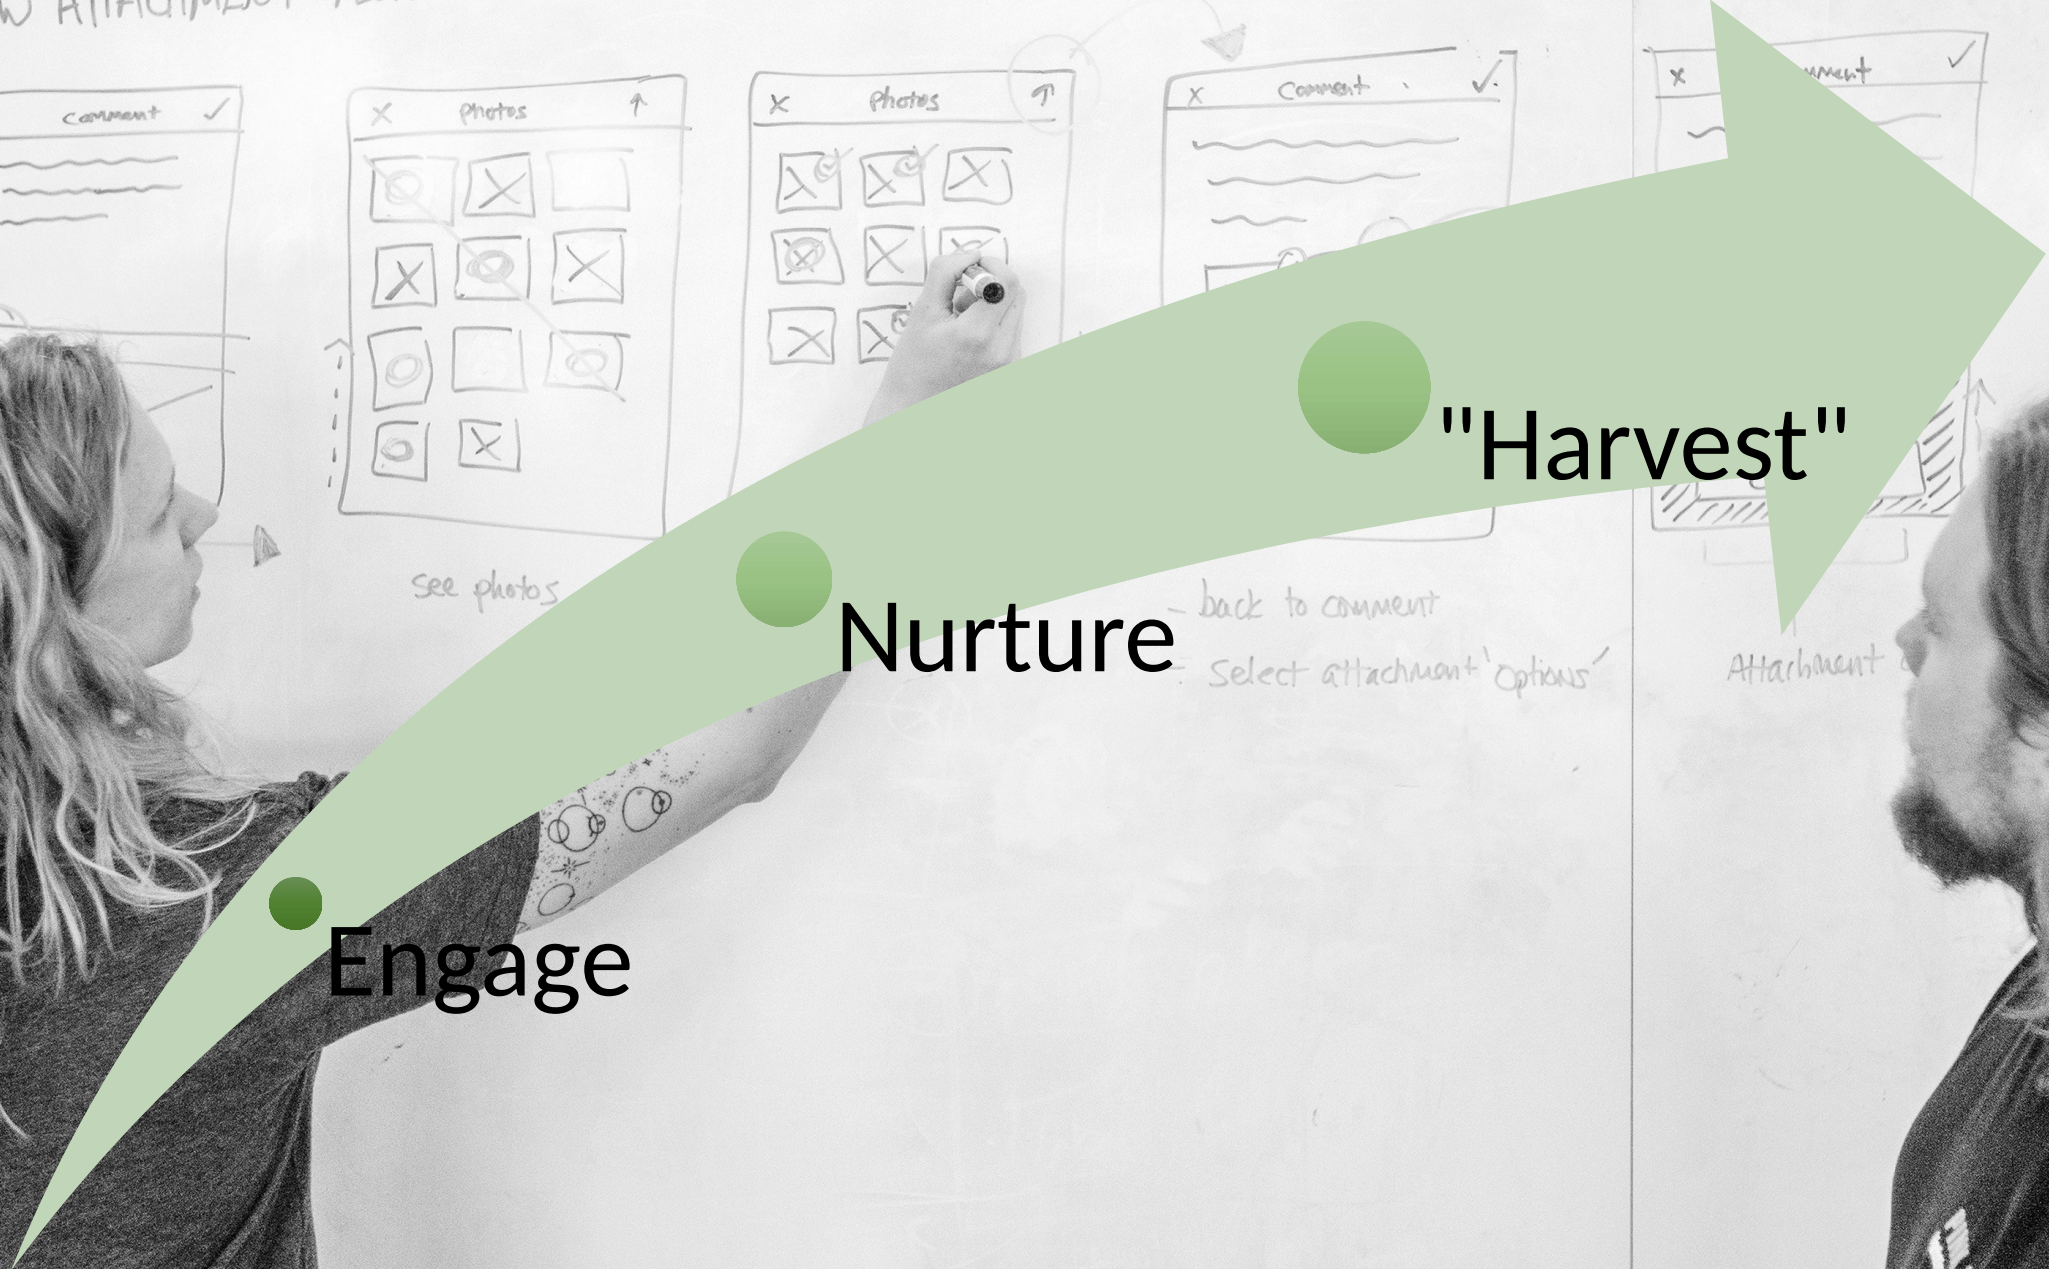 Comment
Photos
Photos
Comment
see photos
- back to comment
- Select attachment 'options'
Attachment
"Harvest"
Nurture
Engage